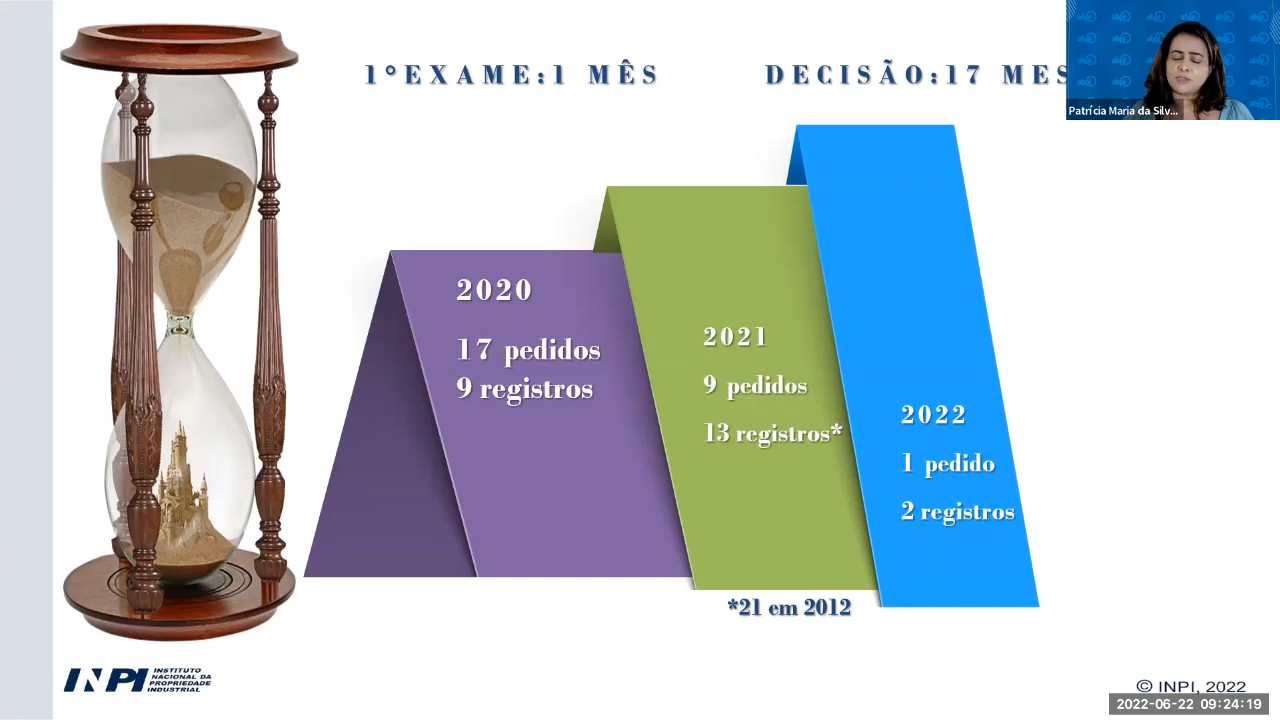 1°EXAME:1 MÊS
DECISÃO:17 MES
Patrícia Maria da Silv...
2020
17 pedidos
9 registros
2021
9 pedidos
13 registros*
2022
1 pedido
2 registros
*21 em 2012
INPI
INSTITUTO
NACIONAL DA
PROPRIEDADE
INDUSTRIAL
© INPI, 2022
2022-06-22 09:24:19